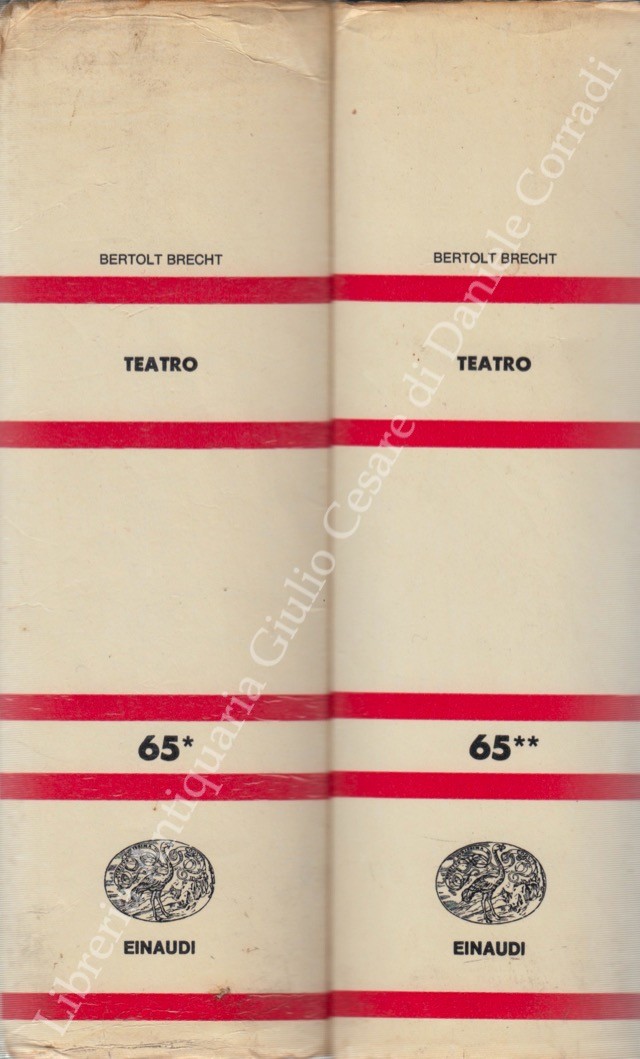 BERTOLT BRECHT
TEATRO
65*
EINAUDI
BERTOLT BRECHT
TEATRO
65**
EINAUDI
Libreria Antiquaria Giulio Cesare di Daniele Corradi